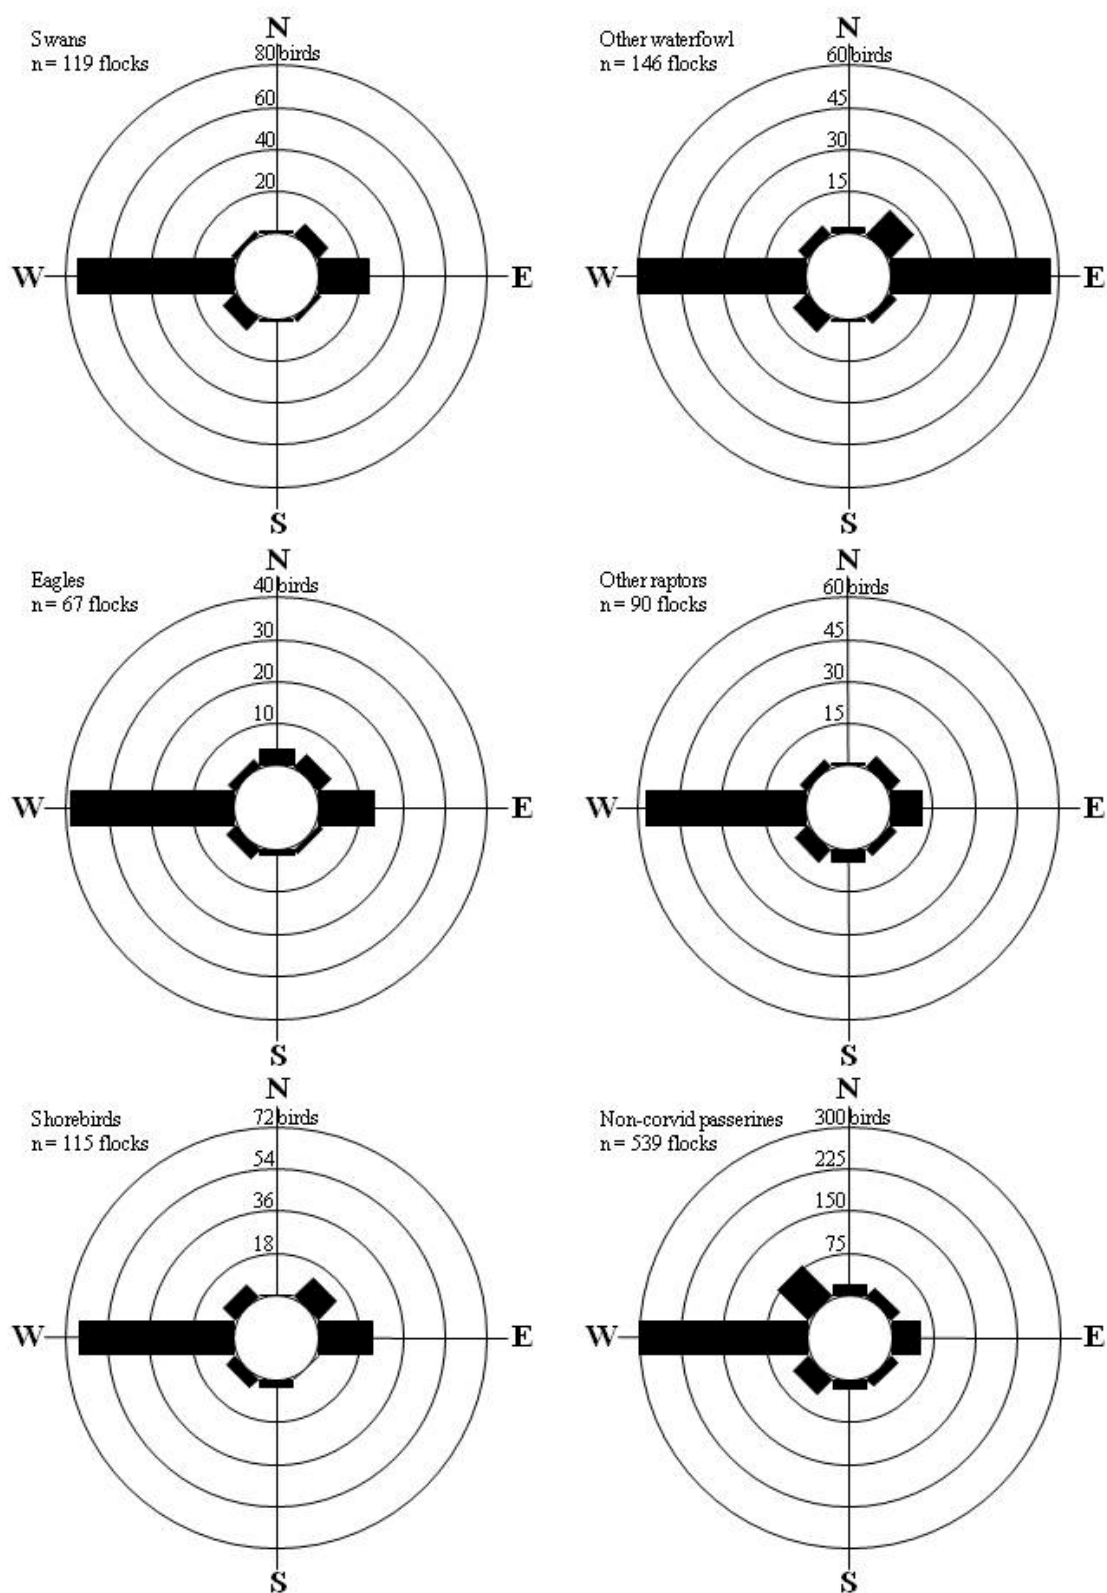 N
Swans
n = 119 flocks
80 birds
60
40
20
W
E
S
N
Other waterfowl
n = 146 flocks
60 birds
45
30
15
W
E
S
N
Eagles
n = 67 flocks
40 birds
30
20
10
W
E
S
N
Other raptors
n = 90 flocks
60 birds
45
30
15
W
E
S
N
Shorebirds
n = 115 flocks
72 birds
54
36
18
W
E
S
N
Non-corvid passerines
n = 539 flocks
300 birds
225
150
75
W
E
S